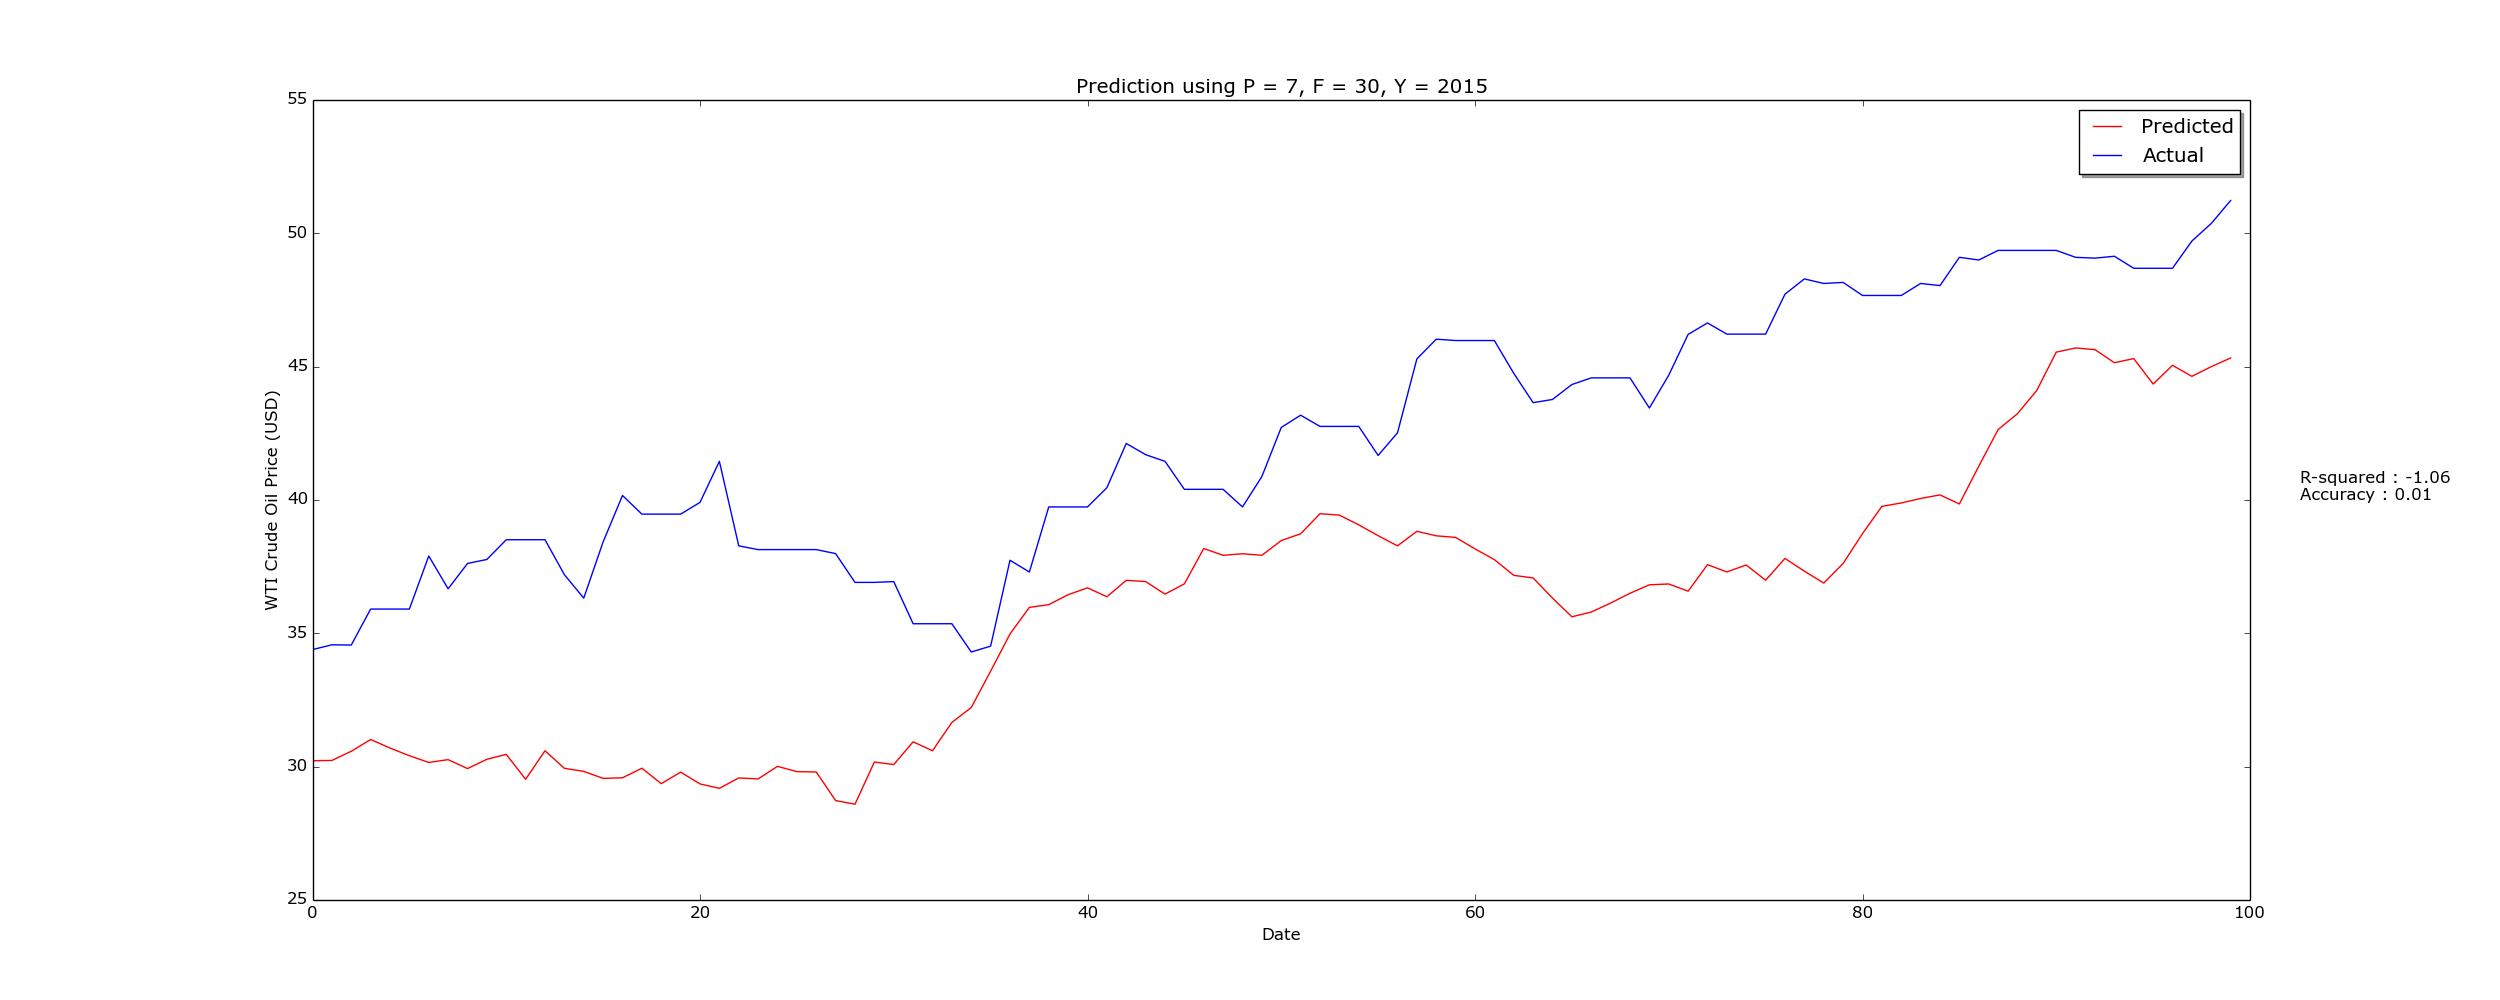 Prediction using P = 7, F = 30, Y = 2015
Predicted
Actual
55
50
45
40
35
30
25
WTI Crude Oil Price (USD)
R-squared : -1.06
Accuracy : 0.01
0
20
40
60
80
100
Date